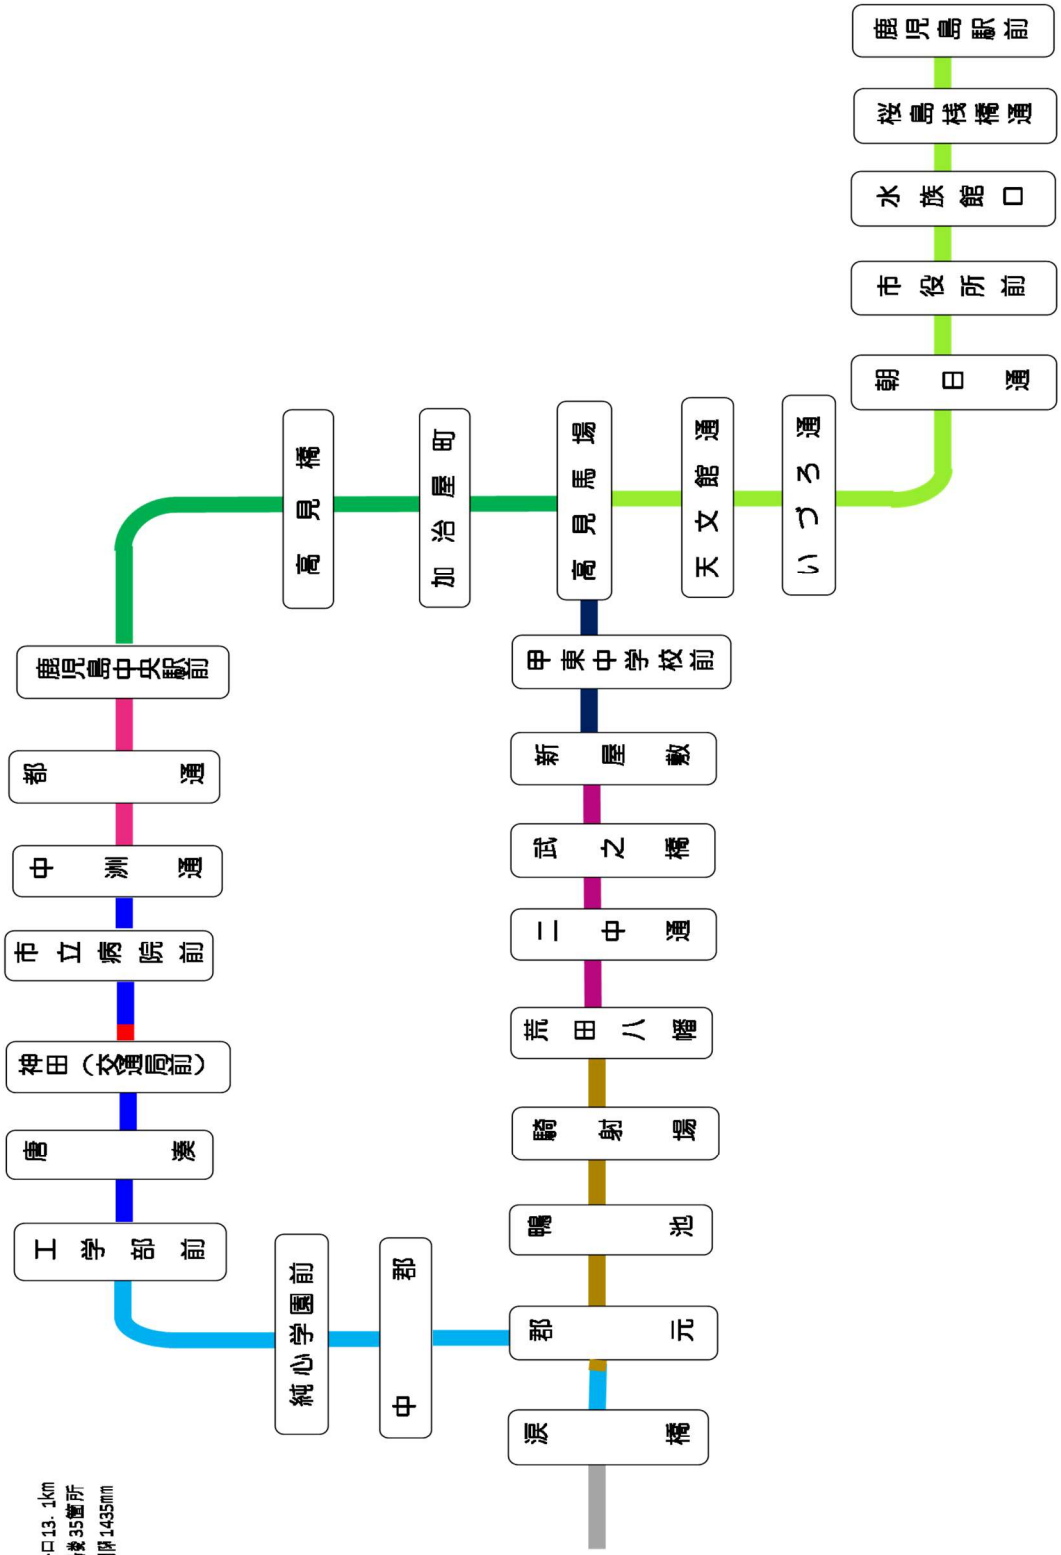 鹿児島駅前
桜島桟橋通
水族館口
市役所前
朝日通
いづろ通
天文館通
高見馬場
加治屋町
高見橋
鹿児島中央駅前
都通
中洲通
市立病院前
神田(交通局前)
唐湊
工学部前
純心学園前
中郡
郡元
涙橋
甲東中学校前
新屋敷
武之橋
二中通
荒田八幡
騎射場
鴨池
13.1km
35箇所
1435mm